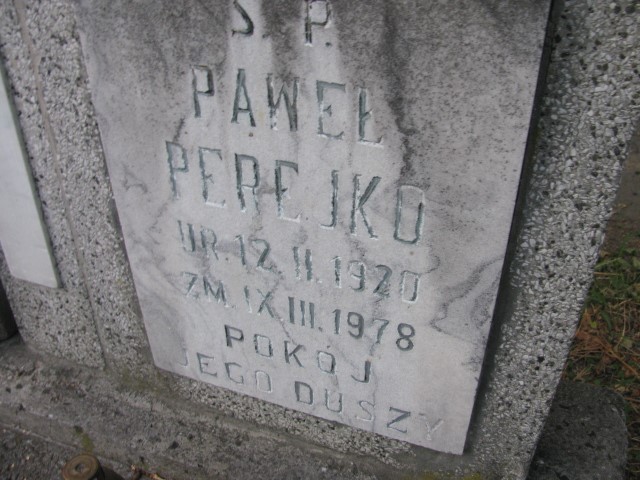 Ś. P.
PAWEŁ
PEREJKO
UR. 12. II. 1920
ZM. IX. III. 1978
POKOJ
JEGO DUSZY